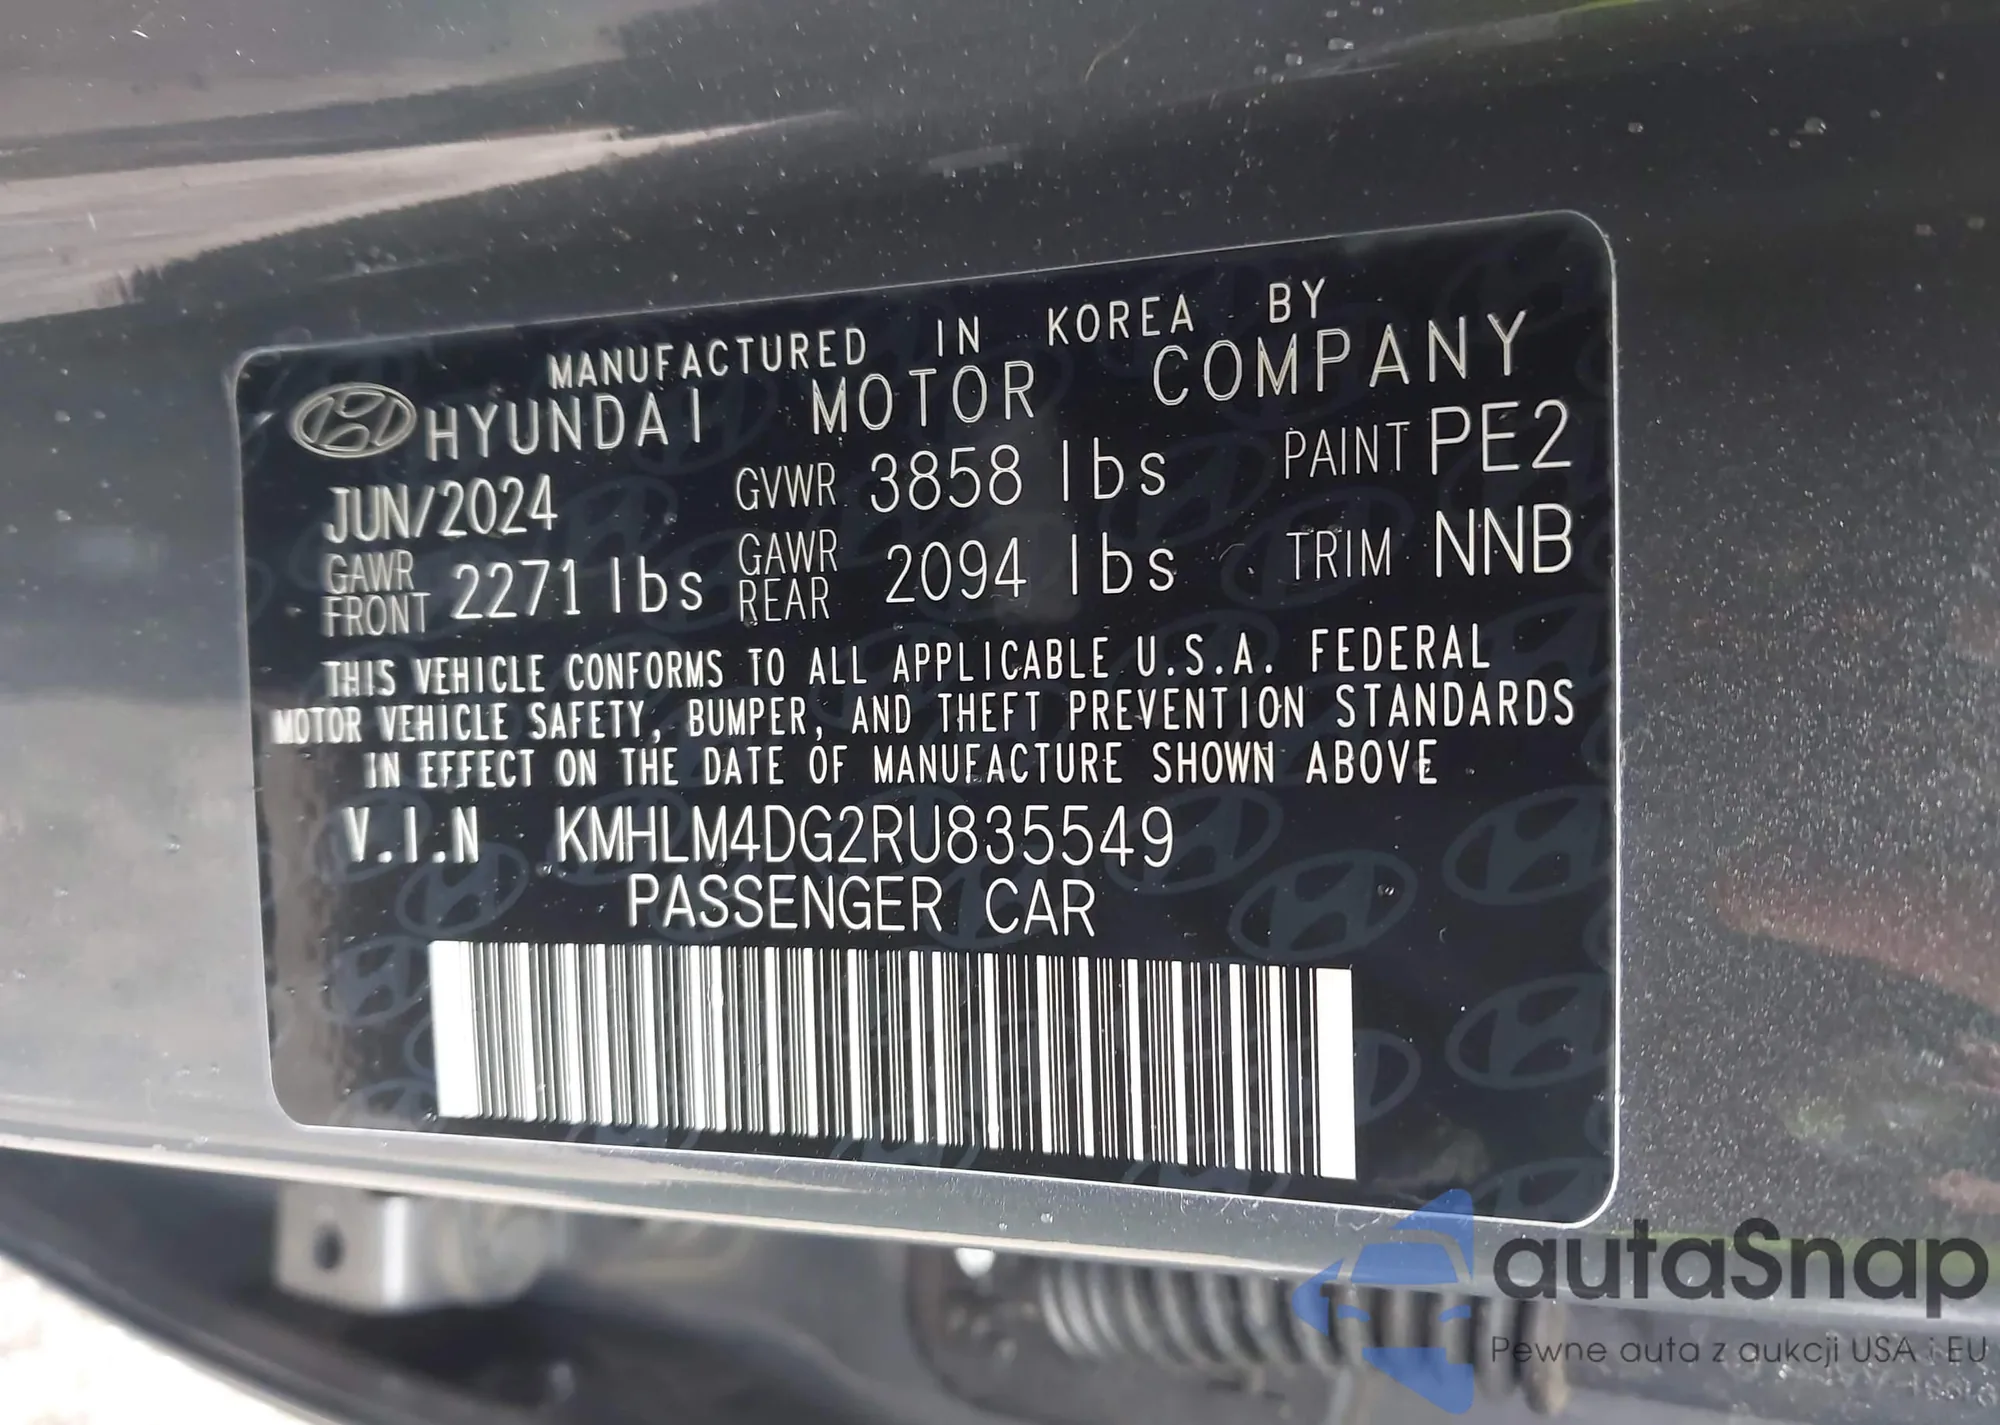 MANUFACTURED IN KOREA BY
HYUNDAI MOTOR COMPANY
JUN/2024 GVWR 3858 lbs PAINT PE2
GAWR FRONT 2271 lbs GAWR REAR 2094 lbs TRIM NNB
THIS VEHICLE CONFORMS TO ALL APPLICABLE U.S.A. FEDERAL
MOTOR VEHICLE SAFETY, BUMPER, AND THEFT PREVENTION STANDARDS
IN EFFECT ON THE DATE OF MANUFACTURE SHOWN ABOVE
V.I.N KMHLM4DG2RU835549
PASSENGER CAR
autaSnap
Pewne auta z aukcji USA i EU